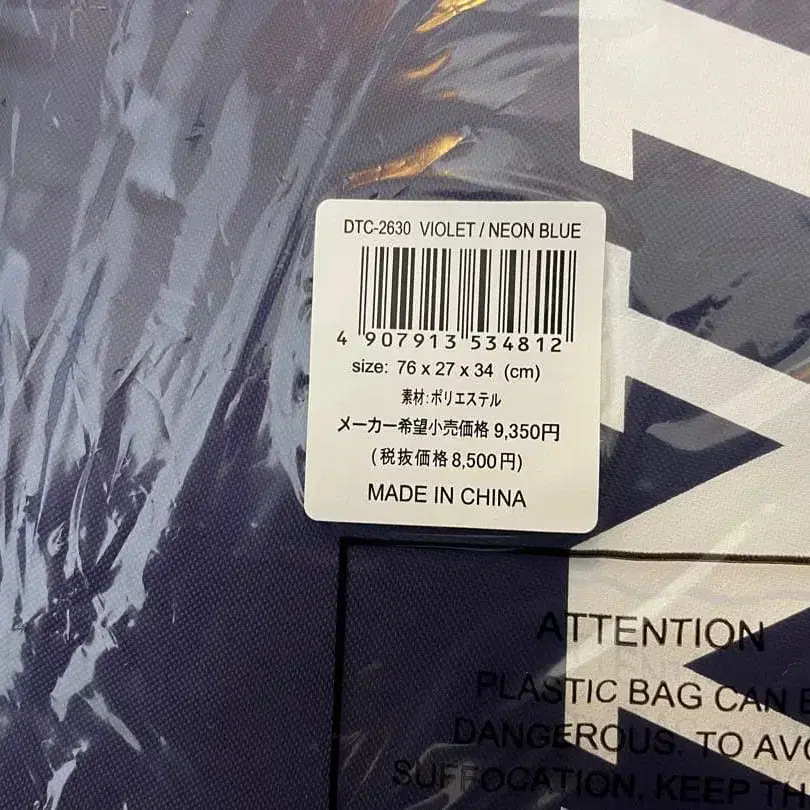 DTC-2630 VIOLET / NEON BLUE
4 907913 534812
size: 76 x 27 x 34 (cm)
素材:ポリエステル
メーカー希望小売価格 9,350円
(税抜価格8,500円)
MADE IN CHINA
ATTENTION
PLASTIC BAG CAN
DANGEROUS. TO
SUFFOCATION. KEEP